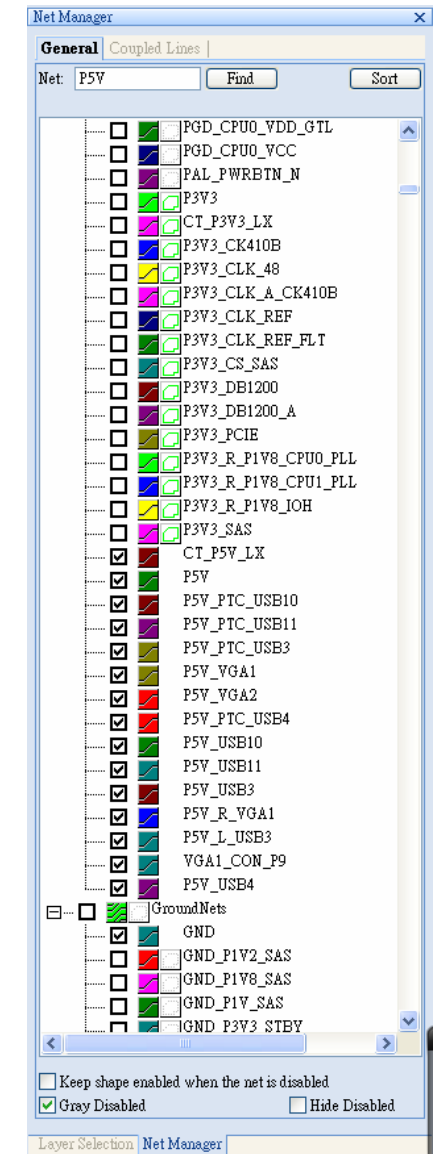 Net Manager
General Coupled Lines
Net: P5V Find Sort
PGD_CPU0_VDD_GTL
PGD_CPU0_VCC
PAL_PWRBTN_N
P3V3
CT_P3V3_LX
P3V3_CK410B
P3V3_CLK_48
P3V3_CLK_A_CK410B
P3V3_CLK_REF
P3V3_CLK_REF_FLT
P3V3_CS_SAS
P3V3_DB1200
P3V3_DB1200_A
P3V3_PCIE
P3V3_R_P1V8_CPU0_PLL
P3V3_R_P1V8_CPU1_PLL
P3V3_R_P1V8_IOH
P3V3_SAS
CT_P5V_LX
P5V
P5V_PTC_USB10
P5V_PTC_USB11
P5V_PTC_USB3
P5V_VGA1
P5V_VGA2
P5V_PTC_USB4
P5V_USB10
P5V_USB11
P5V_USB3
P5V_R_VGA1
P5V_L_USB3
VGA1_CON_P9
P5V_USB4
GroundNets
GND
GND_P1V2_SAS
GND_P1V8_SAS
GND_P1V_SAS
GND_P3V3_STBY
Keep shape enabled when the net is disabled
Gray Disabled Hide Disabled
Layer Selection Net Manager